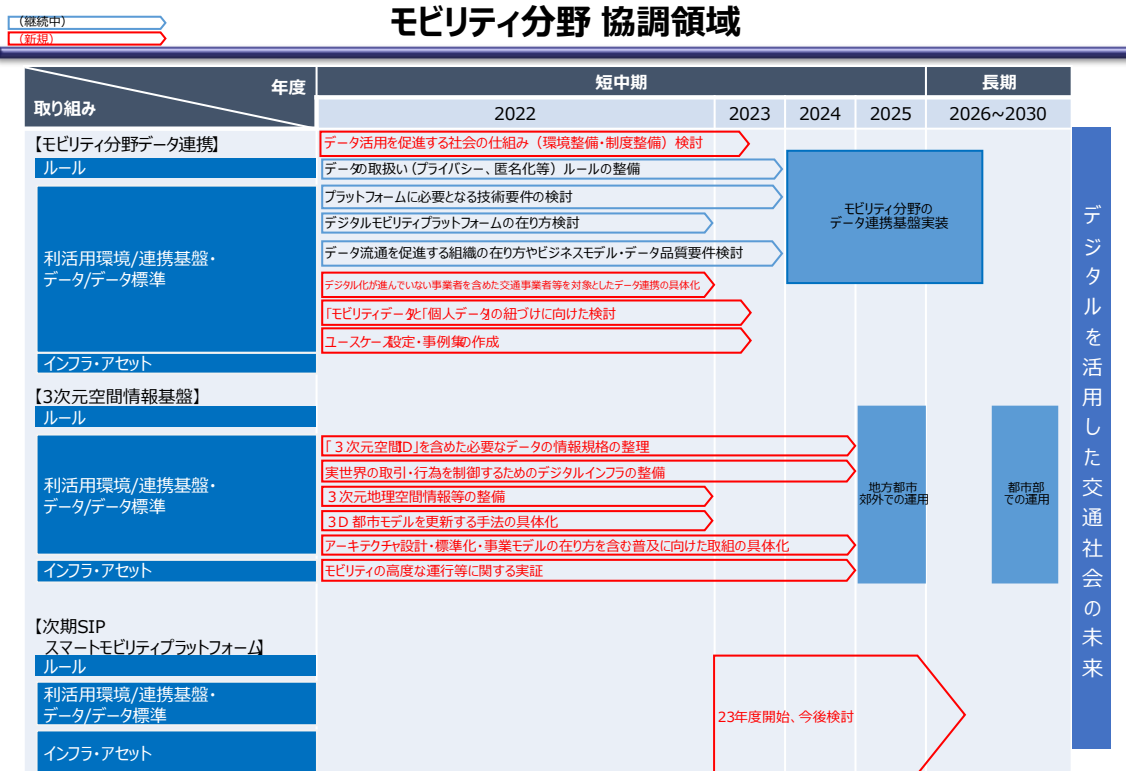 モビリティ分野 協調領域
（継続中）
（新規）
年度
取り組み
短中期
長期
2022
2023
2024
2025
2026~2030
【モビリティ分野データ連携】
データ活用を促進する社会の仕組み（環境整備・制度整備）検討
ルール
データの取扱い（プライバシー、匿名化等）ルールの整備
利活用環境/連携基盤・
データ/データ標準
プラットフォームに必要となる技術要件の検討
デジタルモビリティプラットフォームの在り方検討
データ流通を促進する組織の在り方やビジネスモデル・データ品質要件検討
デジタル化が進んでいない事業者を含めた交通事業者等を対象としたデータ連携の具体化
「モビリティデータ」と「個人データ」の紐づけに向けた検討
ユースケース設定・事例集の作成
モビリティ分野の
データ連携基盤実装
インフラ・アセット
【3次元空間情報基盤】
ルール
利活用環境/連携基盤・
データ/データ標準
「３次元空間ID」を含めた必要なデータの情報規格の整理
実世界の取引・行為を制御するためのデジタルインフラの整備
３次元地理空間情報等の整備
３D 都市モデルを更新する手法の具体化
アーキテクチャ設計・標準化・事業モデルの在り方を含む普及に向けた取組の具体化
インフラ・アセット
モビリティの高度な運行等に関する実証
地方都市
郊外での運用
都市部
での運用
【次期SIP
スマートモビリティプラットフォーム】
ルール
利活用環境/連携基盤・
データ/データ標準
インフラ・アセット
23年度開始、今後検討
デジタルを活用した交通社会の未来